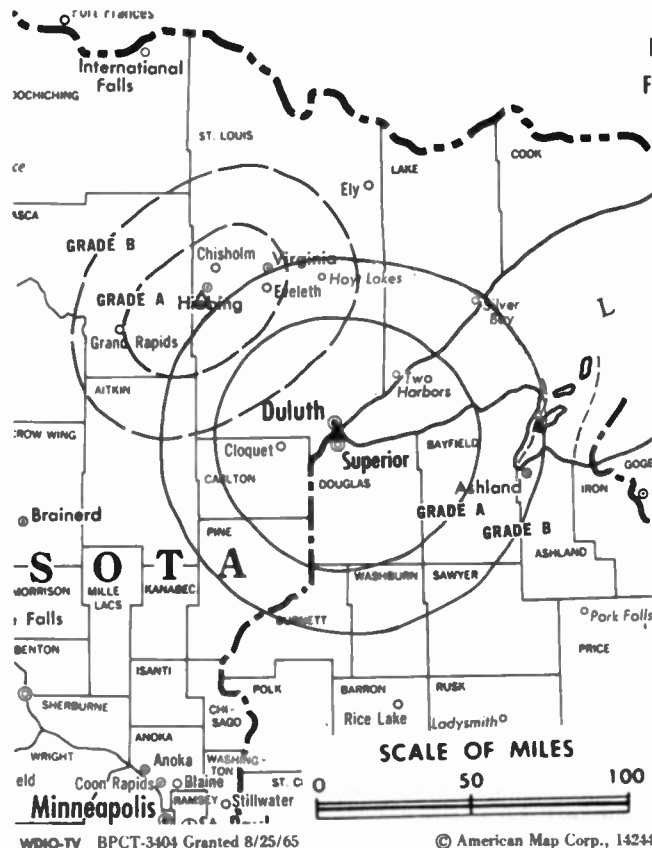 Fort Frances
International
Falls
ST. LOUIS
LAKE
COOK
Ely
GRADE B
Chisholm
Virginia
Hoyt Lakes
GRADE A
Hibbing
Eveleth
Silver
Bay
L
Grand Rapids
Two
Harbors
AITKIN
Duluth
CROW WING
Cloquet
Superior
BAYFIELD
CARLTON
DOUGLAS
Ashland
IRON
GRADE A
GRADE B
Brainerd
PINE
ASHLAND
SOTA
MORRISON
MILLE
LACS
KANABEC
WASHBURN
SAWYER
Falls
BURNETT
Park Falls
BENTON
PRICE
ISANTI
POLK
BARRON
RUSK
SHERBURNE
CHI-
SAGO
Rice Lake
Ladysmith
ANOKA
WRIGHT
Anoka
WASHING-
TON
SCALE OF MILES
Coon Rapids
Blaine
0
50
100
RAMSEY
Stillwater
Minneapolis
WDIO-TV BPCT-3404 Granted 8/25/65
© American Map Corp., 14244